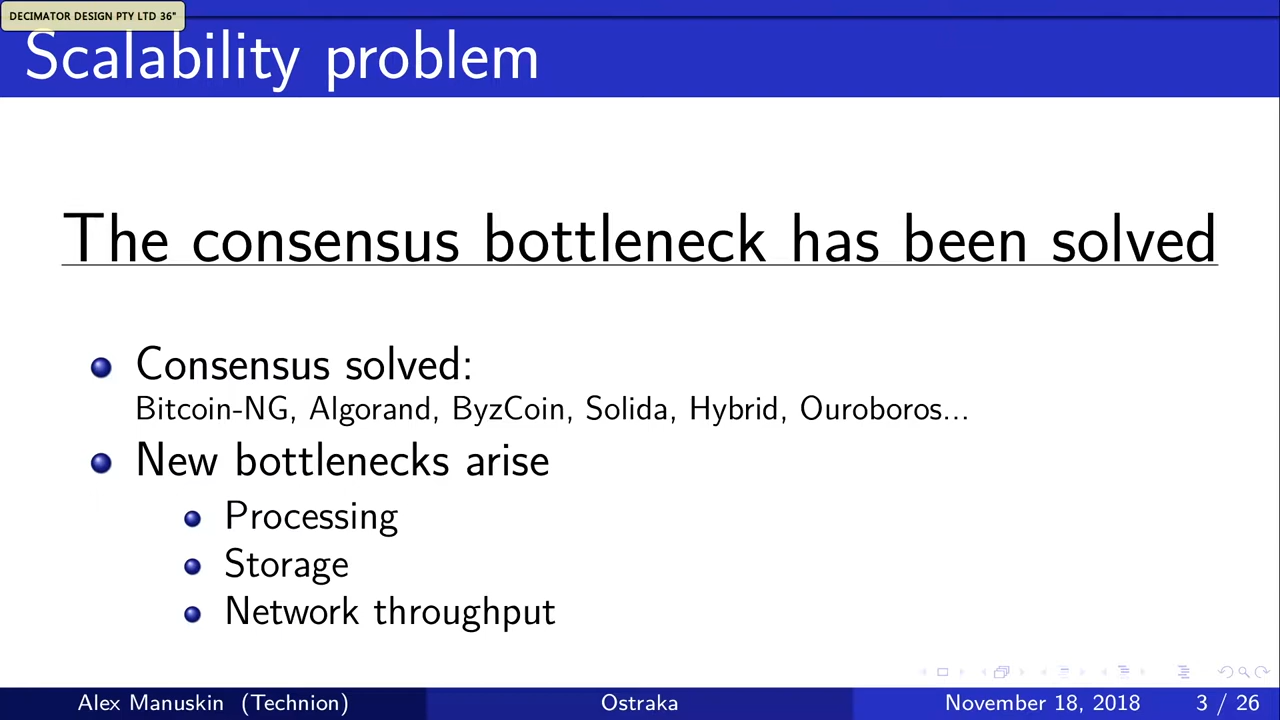 DECIMATOR DESIGN PTY LTD 36"
Scalability problem
The consensus bottleneck has been solved
Consensus solved:
Bitcoin-NG, Algorand, ByzCoin, Solida, Hybrid, Ouroboros...
New bottlenecks arise
Processing
Storage
Network throughput
Alex Manuskin (Technion) Ostraka November 18, 2018 3 / 26